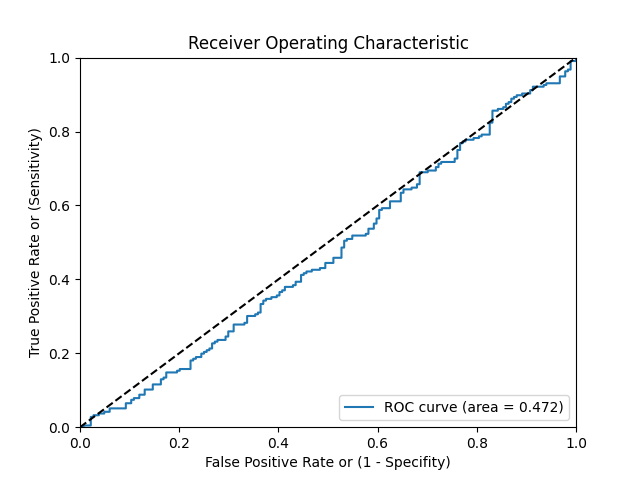 Receiver Operating Characteristic
1.0
0.8
0.6
0.4
0.2
0.0
True Positive Rate or (Sensitivity)
ROC curve (area = 0.472)
0.0 0.2 0.4 0.6 0.8 1.0
False Positive Rate or (1 - Specifity)